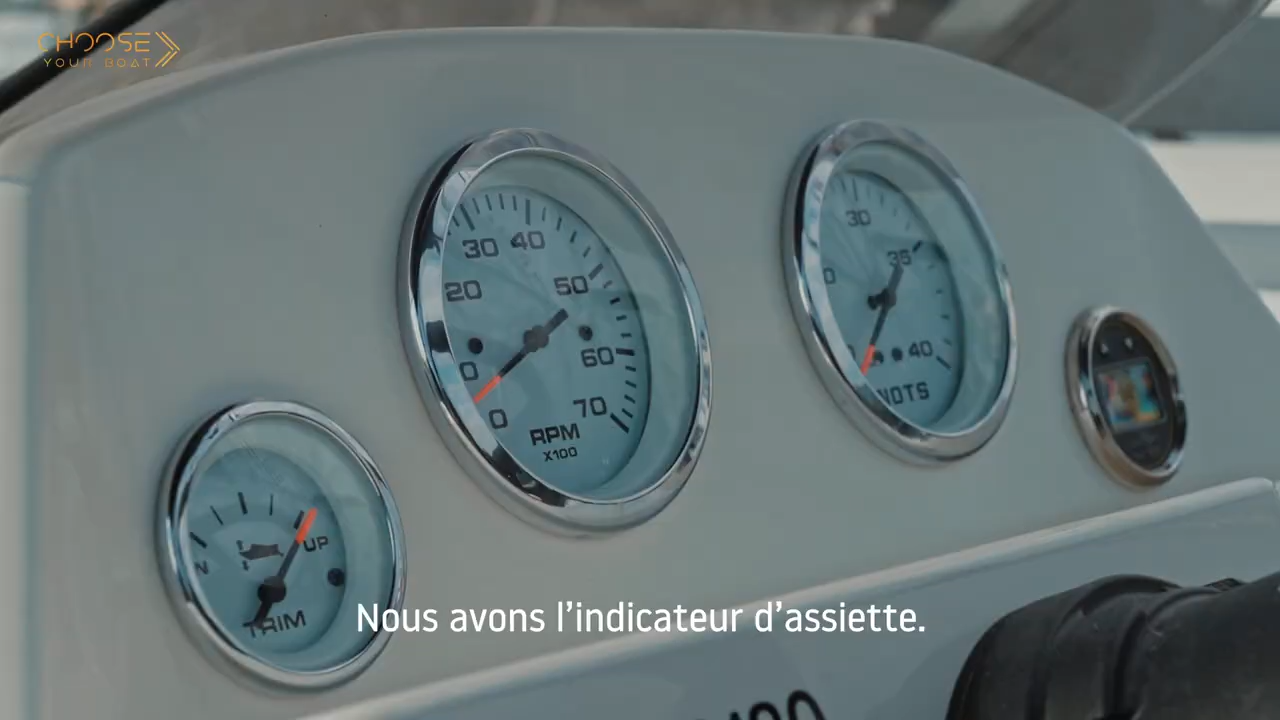 CHOOSE
YOUR BOAT
30 40
20 50
0 60
0 70
RPM
X100
30
35
0
40
UP
TRIM
Nous avons l'indicateur d'assiette.